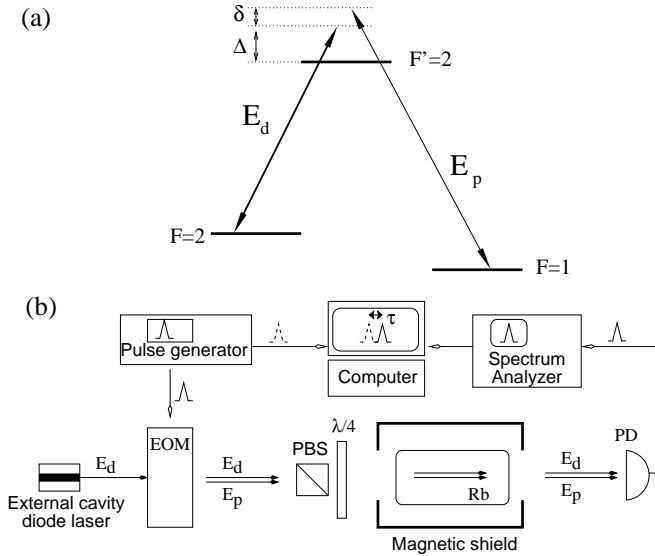 (a)
δ
Δ
F'=2
E_d
E_p
F=2
F=1
(b)
τ
Pulse generator
Computer
Spectrum
Analyzer
λ/4
EOM
PBS
PD
E_d
E_d
E_p
E_d
E_p
Rb
External cavity
diode laser
Magnetic shield